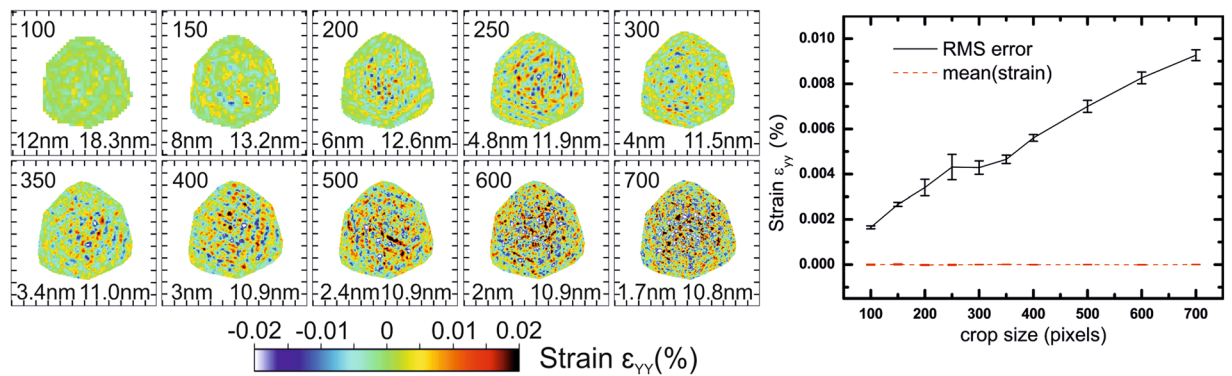 100 150 200 250 300
12nm 18.3nm 8nm 13.2nm 6nm 12.6nm 4.8nm 11.9nm 4nm 11.5nm
350 400 500 600 700
3.4nm 11.0nm 3nm 10.9nm 2.4nm 10.9nm 2nm 10.9nm 1.7nm 10.8nm
-0.02 -0.01 0 0.01 0.02
Strain ε_YY(%)
RMS error
mean(strain)
0.010
0.008
0.006
0.004
0.002
0.000
Strain ε_yy (%)
100 200 300 400 500 600 700
crop size (pixels)